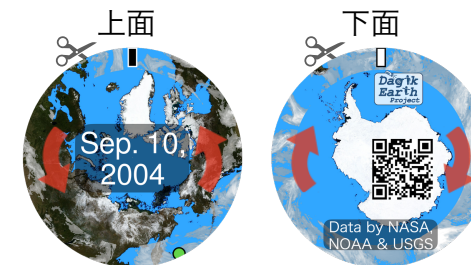 上面
下面
Sep. 10,
2004
Dagik
Earth
Project
Data by NASA,
NOAA & USGS